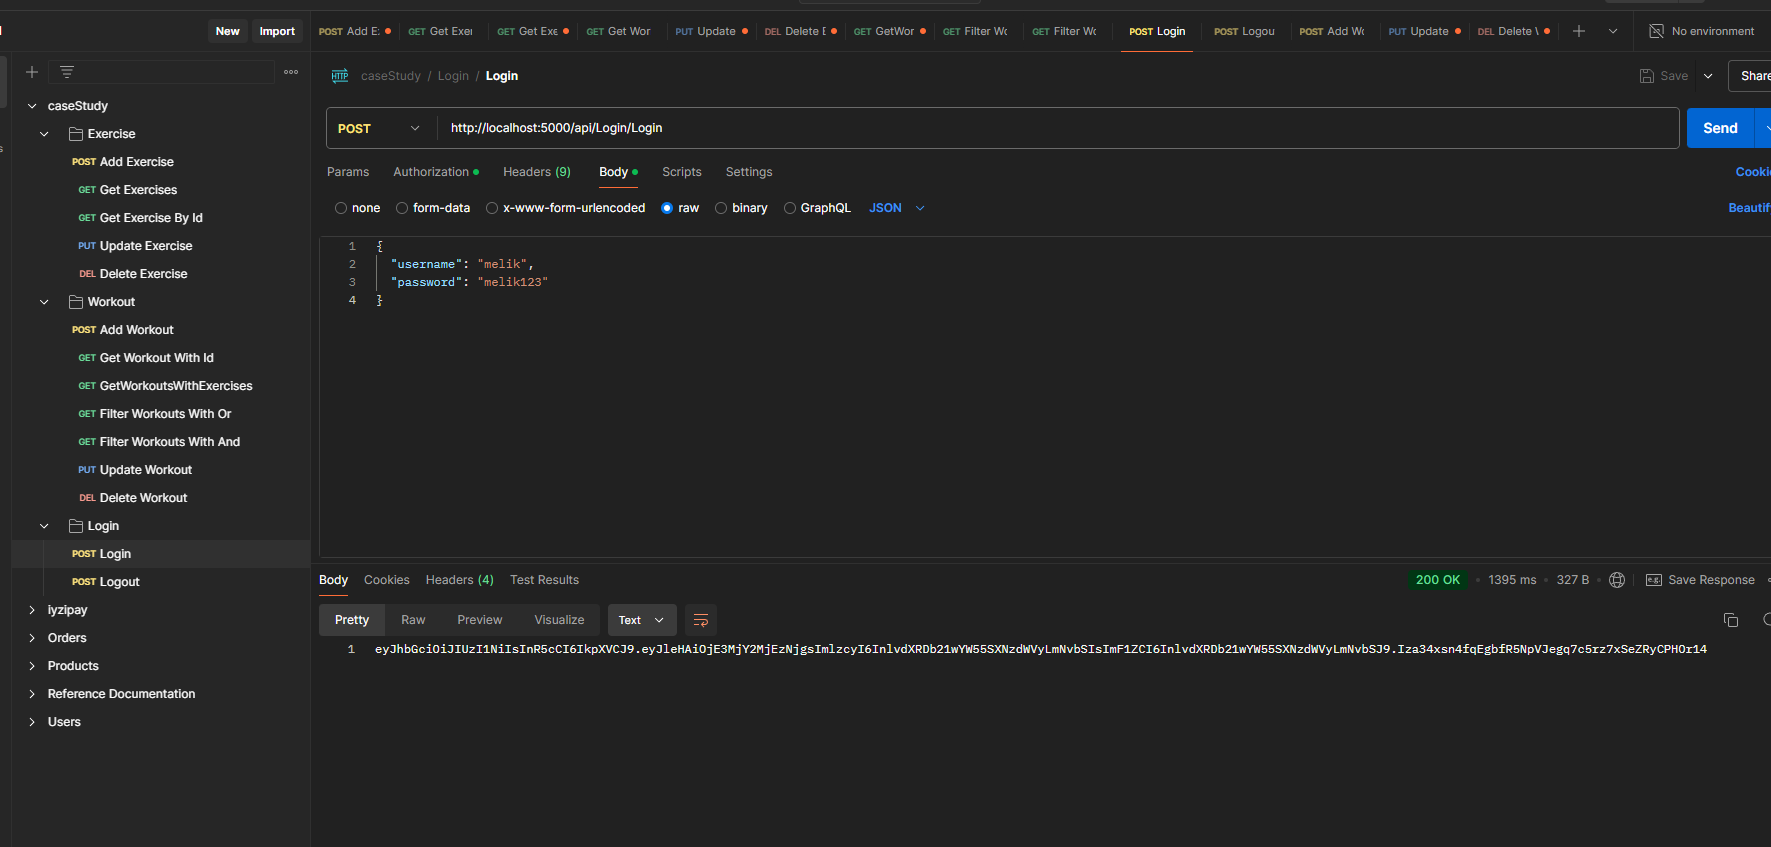 New Import
POST Add E: GET Get Exer GET Get Exe GET Get Wor PUT Update DEL Delete E GET GetWor GET Filter Wc GET Filter Wc POST Login POST Logou POST Add Wc PUT Update DEL Delete \ No environment
caseStudy / Login / Login
Save Share
caseStudy
Exercise
POST Add Exercise
GET Get Exercises
GET Get Exercise By Id
PUT Update Exercise
DEL Delete Exercise
Workout
POST Add Workout
GET Get Workout With Id
GET GetWorkoutsWithExercises
GET Filter Workouts With Or
GET Filter Workouts With And
PUT Update Workout
DEL Delete Workout
Login
POST Login
POST Logout
iyzipay
Orders
Products
Reference Documentation
Users
POST http://localhost:5000/api/Login/Login Send
Params Authorization Headers (9) Body Scripts Settings Cookie
none form-data x-www-form-urlencoded raw binary GraphQL JSON Beautif
1 {
2 "username": "melik",
3 "password": "melik123"
4 }
Body Cookies Headers (4) Test Results 200 OK 1395 ms 327 B e.g. Save Response
Pretty Raw Preview Visualize Text
1 eyJhbGciOiJIUzI1NiIsInR5cCI6IkpXVCJ9.eyJleHAiOjE3MjY2MjEzNjgsImlzcyI6InlvdXRDb21wYW55SXNzdWVyLmNvbSIsImF1ZCI6InlvdXRDb21wYW55SXNzdWVyLmNvbSJ9.Iza34xsn4fqEgbfR5NpVJegq7c5rz7xSeZRyCPHOr14